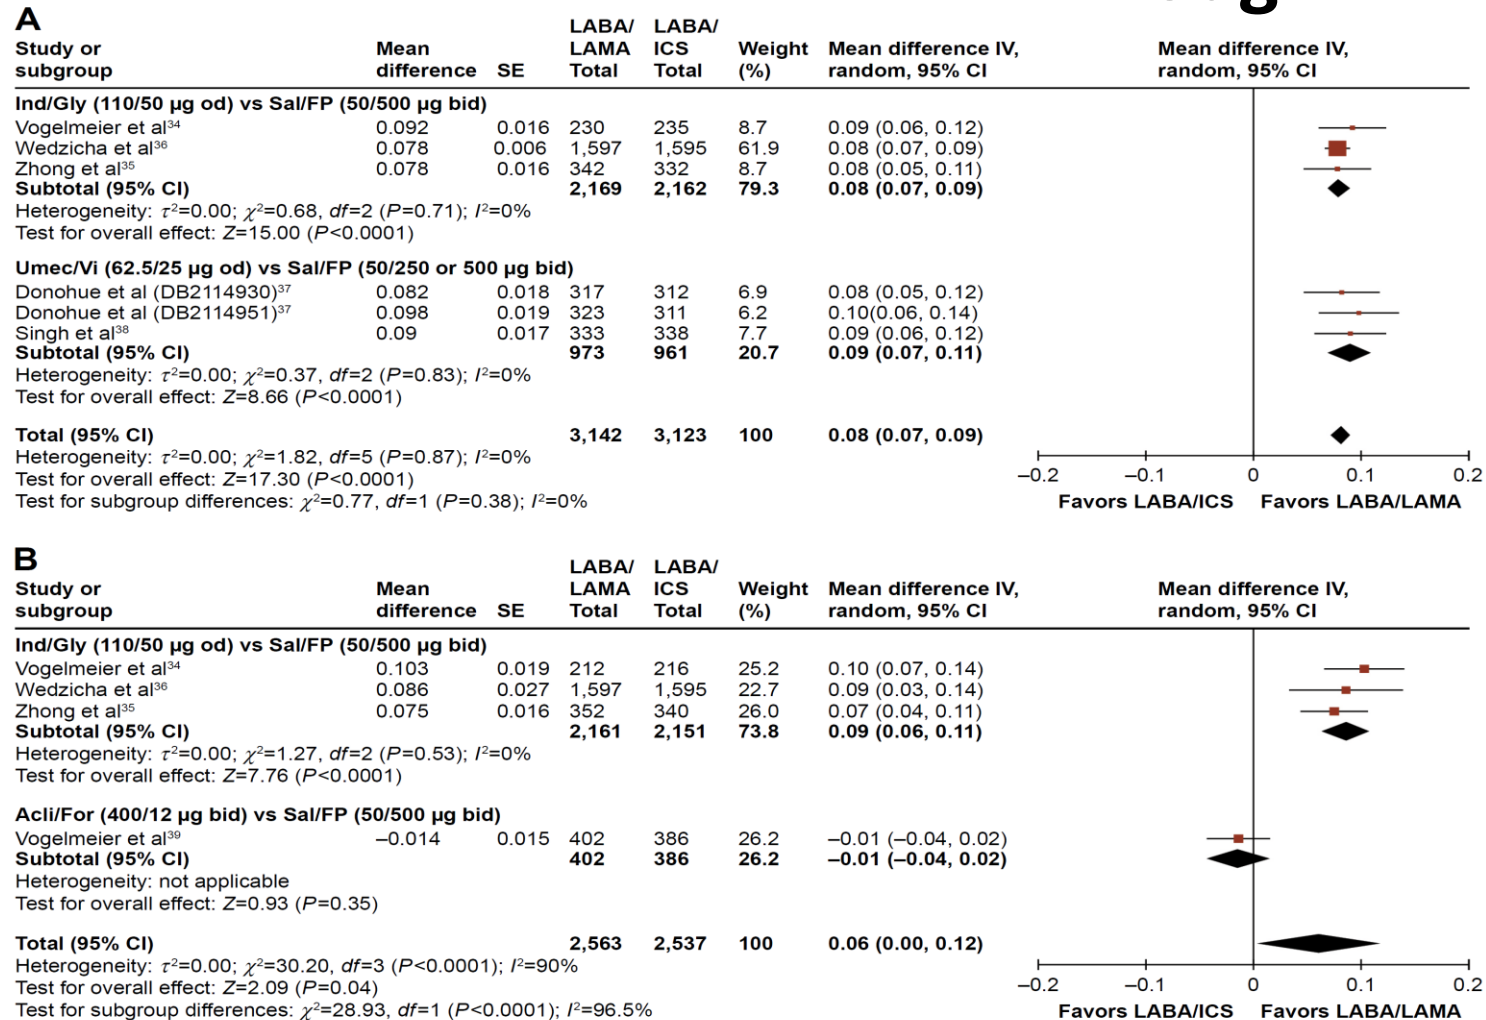 A
Study or subgroup Mean difference SE LABA/LAMA Total LABA/ICS Total Weight (%) Mean difference IV, random, 95% CI Mean difference IV, random, 95% CI
Ind/Gly (110/50 µg od) vs Sal/FP (50/500 µg bid)
Vogelmeier et al³⁴ 0.092 0.016 230 235 8.7 0.09 (0.06, 0.12)
Wedzicha et al³⁶ 0.078 0.006 1,597 1,595 61.9 0.08 (0.07, 0.09)
Zhong et al³⁵ 0.078 0.016 342 332 8.7 0.08 (0.05, 0.11)
Subtotal (95% CI) 2,169 2,162 79.3 0.08 (0.07, 0.09)
Heterogeneity: τ²=0.00; χ²=0.68, df=2 (P=0.71); I²=0%
Test for overall effect: Z=15.00 (P<0.0001)
Umec/Vi (62.5/25 µg od) vs Sal/FP (50/250 or 500 µg bid)
Donohue et al (DB2114930)³⁷ 0.082 0.018 317 312 6.9 0.08 (0.05, 0.12)
Donohue et al (DB2114951)³⁷ 0.098 0.019 323 311 6.2 0.10(0.06, 0.14)
Singh et al³⁸ 0.09 0.017 333 338 7.7 0.09 (0.06, 0.12)
Subtotal (95% CI) 973 961 20.7 0.09 (0.07, 0.11)
Heterogeneity: τ²=0.00; χ²=0.37, df=2 (P=0.83); I²=0%
Test for overall effect: Z=8.66 (P<0.0001)
Total (95% CI) 3,142 3,123 100 0.08 (0.07, 0.09)
Heterogeneity: τ²=0.00; χ²=1.82, df=5 (P=0.87); I²=0%
Test for overall effect: Z=17.30 (P<0.0001)
Test for subgroup differences: χ²=0.77, df=1 (P=0.38); I²=0%
–0.2 –0.1 0 0.1 0.2
Favors LABA/ICS Favors LABA/LAMA
B
Study or subgroup Mean difference SE LABA/LAMA Total LABA/ICS Total Weight (%) Mean difference IV, random, 95% CI Mean difference IV, random, 95% CI
Ind/Gly (110/50 µg od) vs Sal/FP (50/500 µg bid)
Vogelmeier et al³⁴ 0.103 0.019 212 216 25.2 0.10 (0.07, 0.14)
Wedzicha et al³⁶ 0.086 0.027 1,597 1,595 22.7 0.09 (0.03, 0.14)
Zhong et al³⁵ 0.075 0.016 352 340 26.0 0.07 (0.04, 0.11)
Subtotal (95% CI) 2,161 2,151 73.8 0.09 (0.06, 0.11)
Heterogeneity: τ²=0.00; χ²=1.27, df=2 (P=0.53); I²=0%
Test for overall effect: Z=7.76 (P<0.0001)
Acli/For (400/12 µg bid) vs Sal/FP (50/500 µg bid)
Vogelmeier et al³⁹ –0.014 0.015 402 386 26.2 –0.01 (–0.04, 0.02)
Subtotal (95% CI) 402 386 26.2 –0.01 (–0.04, 0.02)
Heterogeneity: not applicable
Test for overall effect: Z=0.93 (P=0.35)
Total (95% CI) 2,563 2,537 100 0.06 (0.00, 0.12)
Heterogeneity: τ²=0.00; χ²=30.20, df=3 (P<0.0001); I²=90%
Test for overall effect: Z=2.09 (P=0.04)
Test for subgroup differences: χ²=28.93, df=1 (P<0.0001); I²=96.5%
–0.2 –0.1 0 0.1 0.2
Favors LABA/ICS Favors LABA/LAMA